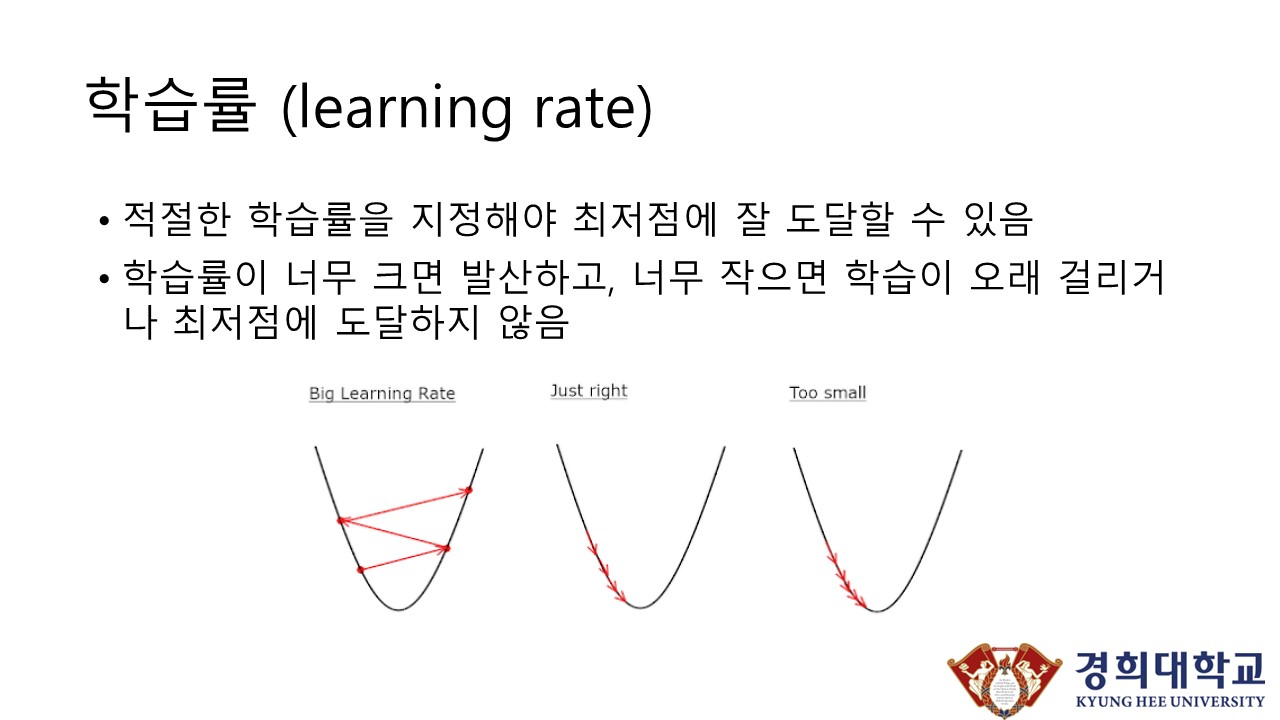 학습률 (learning rate)
• 적절한 학습률을 지정해야 최저점에 잘 도달할 수 있음
• 학습률이 너무 크면 발산하고, 너무 작으면 학습이 오래 걸리거
나 최저점에 도달하지 않음
Big Learning Rate
Just right
Too small
경희대학교
KYUNG HEE UNIVERSITY